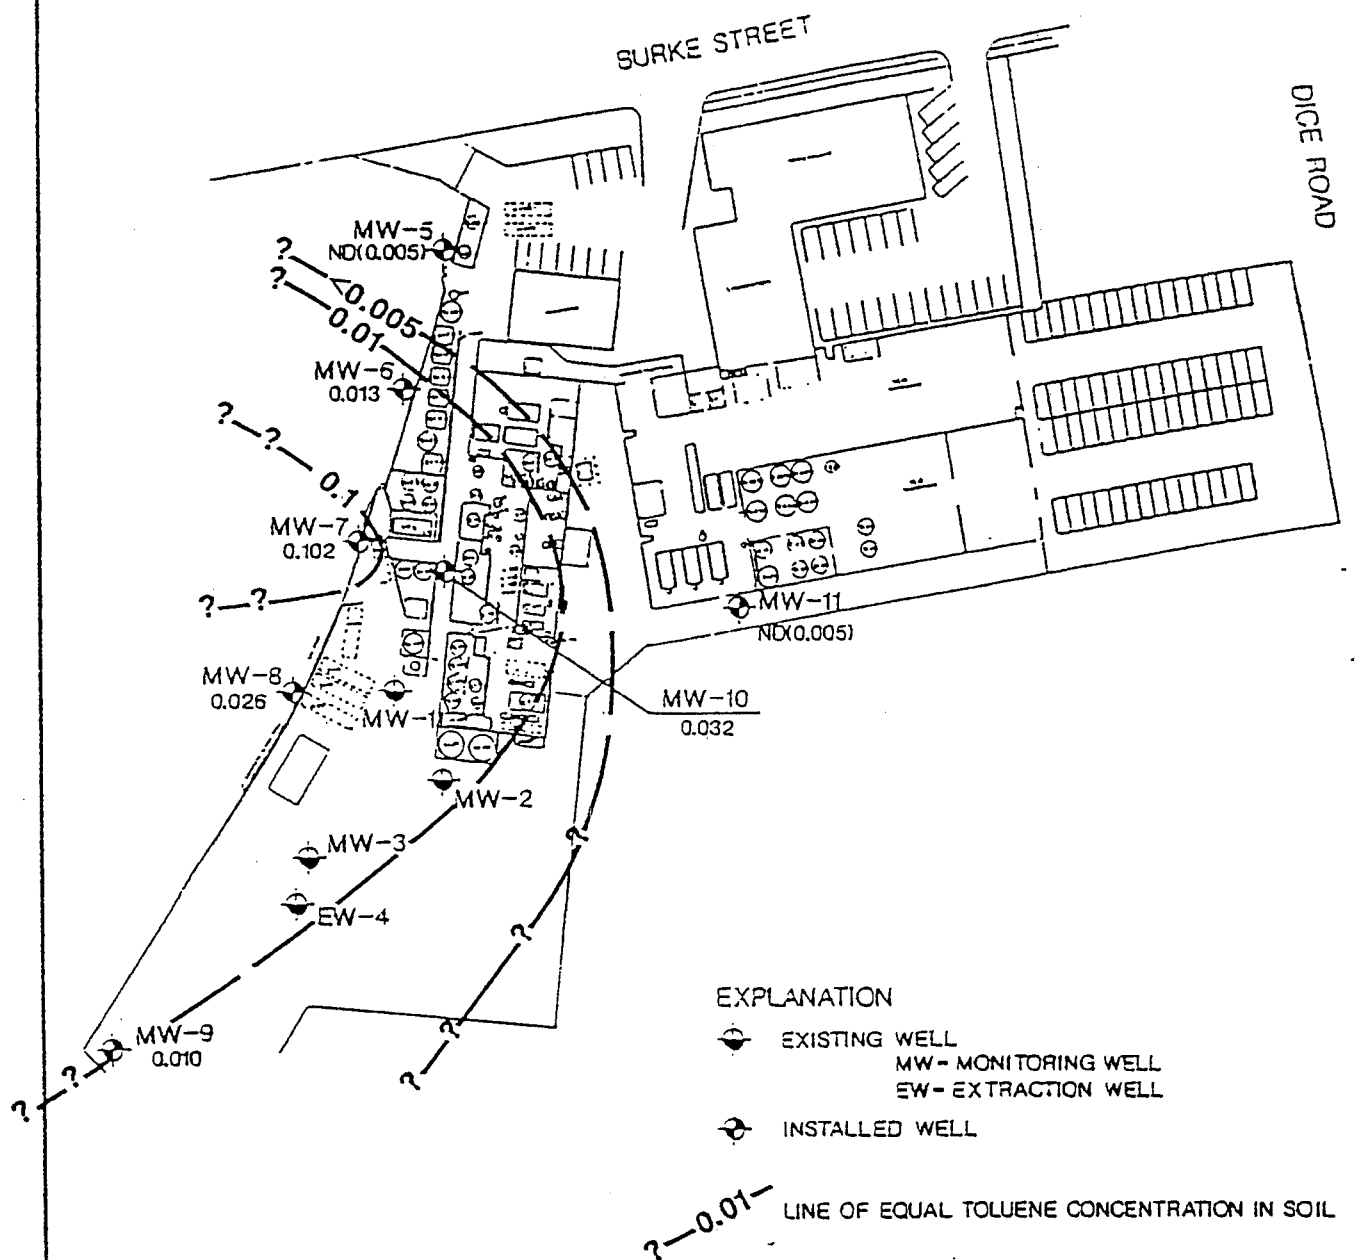 BURKE STREET
DICE ROAD
MW-5
ND(0.005)
?
<0.005
?
0.01
MW-6
0.013
?
?
0.1
MW-7
0.102
?
?
MW-11
ND(0.005)
MW-8
0.026
MW-1
MW-10
0.032
MW-2
?
MW-3
EW-4
?
MW-9
0.010
?
?
?
?
EXPLANATION
EXISTING WELL
MW- MONITORING WELL
EW- EXTRACTION WELL
INSTALLED WELL
?—0.01— LINE OF EQUAL TOLUENE CONCENTRATION IN SOIL